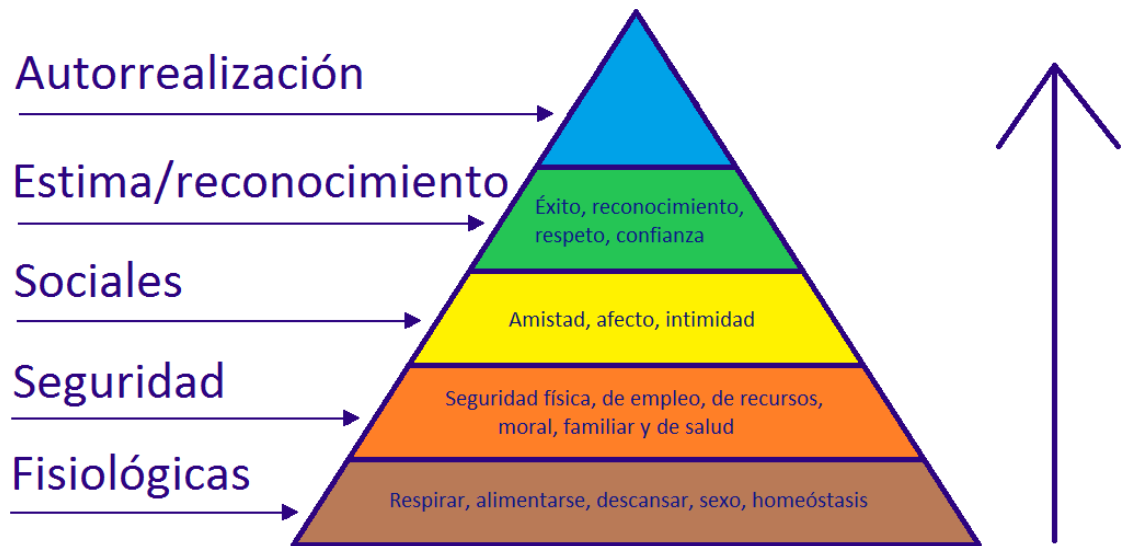 Autorrealización
Estima/reconocimiento
Éxito, reconocimiento,
respeto, confianza
Sociales
Amistad, afecto, intimidad
Seguridad
Seguridad física, de empleo, de recursos,
moral, familiar y de salud
Fisiológicas
Respirar, alimentarse, descansar, sexo, homeóstasis